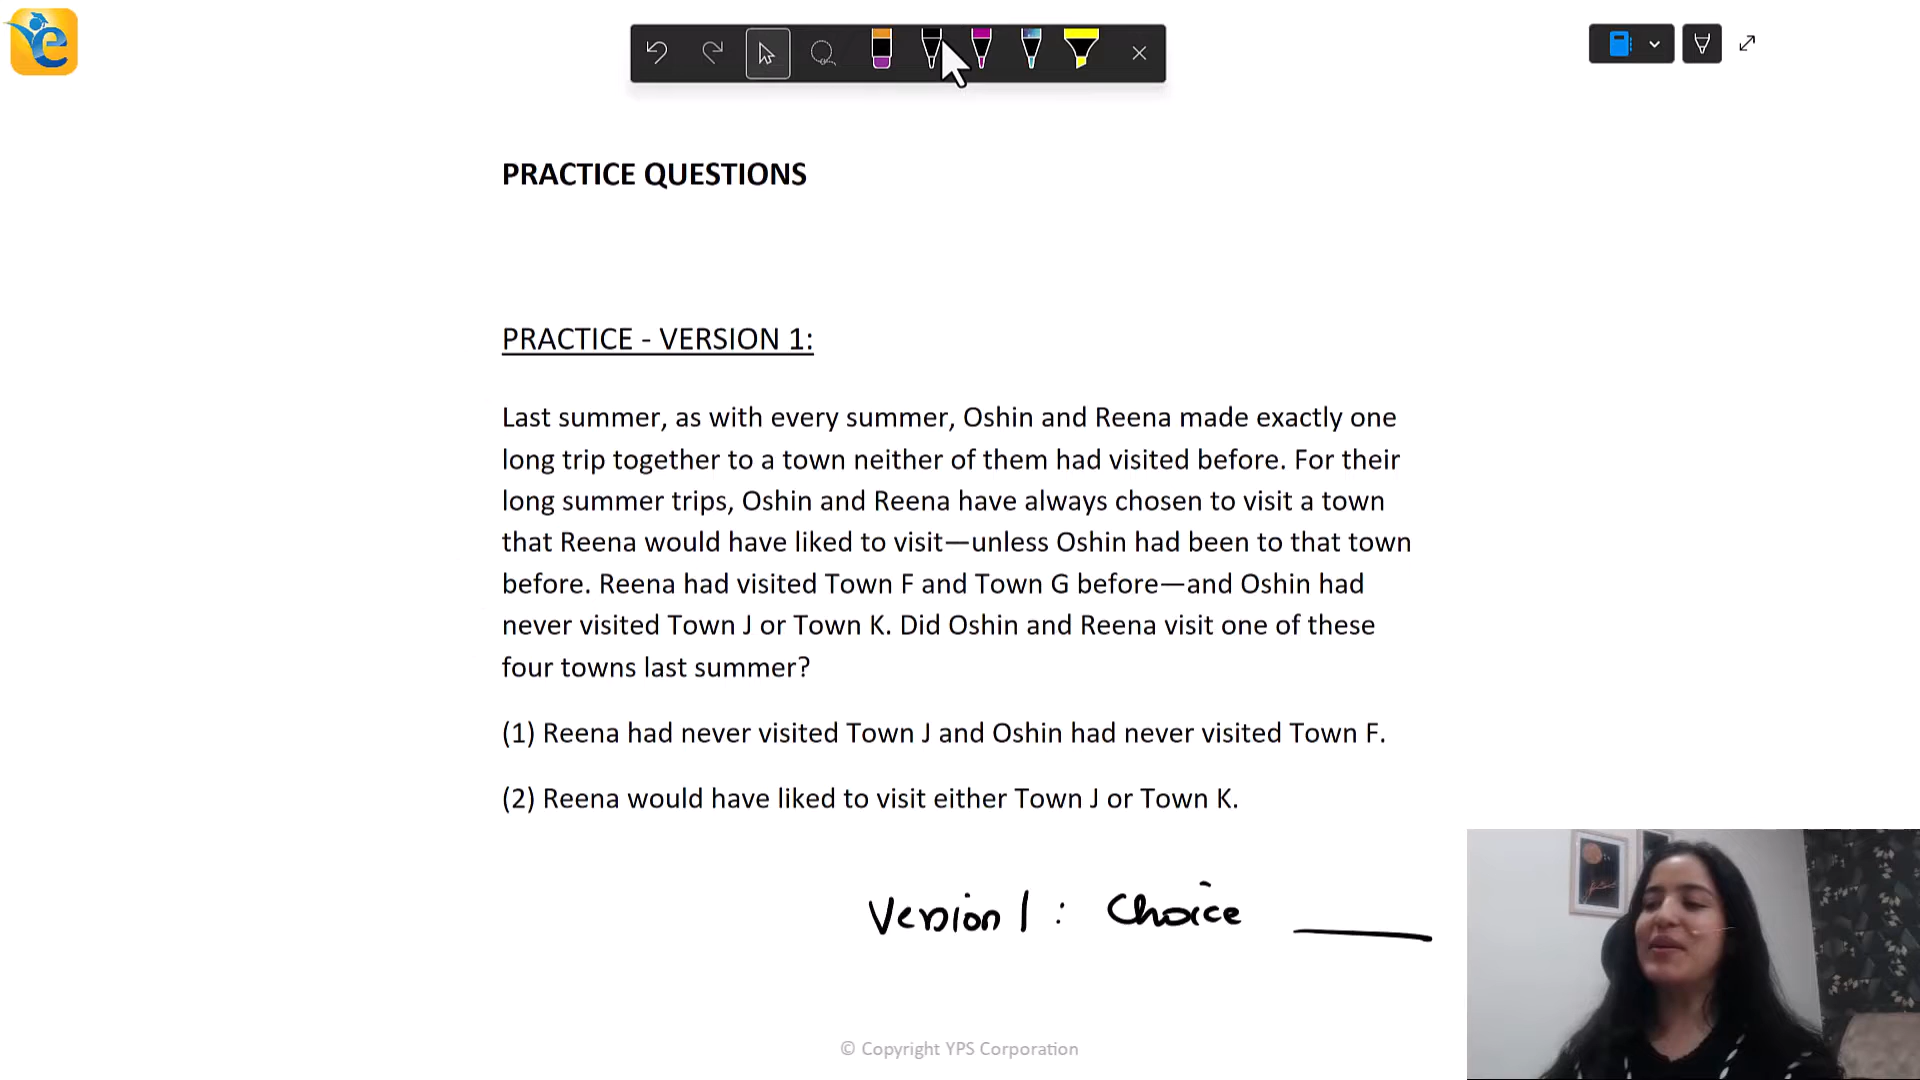 PRACTICE QUESTIONS
PRACTICE - VERSION 1:
Last summer, as with every summer, Oshin and Reena made exactly one
long trip together to a town neither of them had visited before. For their
long summer trips, Oshin and Reena have always chosen to visit a town
that Reena would have liked to visit—unless Oshin had been to that town
before. Reena had visited Town F and Town G before—and Oshin had
never visited Town J or Town K. Did Oshin and Reena visit one of these
four towns last summer?
(1) Reena had never visited Town J and Oshin had never visited Town F.
(2) Reena would have liked to visit either Town J or Town K.
Version 1 : Choice
© Copyright YPS Corporation